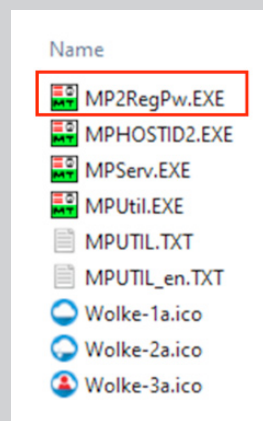 Name
MP2RegPw.EXE
MPHOSTID2.EXE
MPServ.EXE
MPUtil.EXE
MPUTIL.TXT
MPUTIL_en.TXT
Wolke-1a.ico
Wolke-2a.ico
Wolke-3a.ico